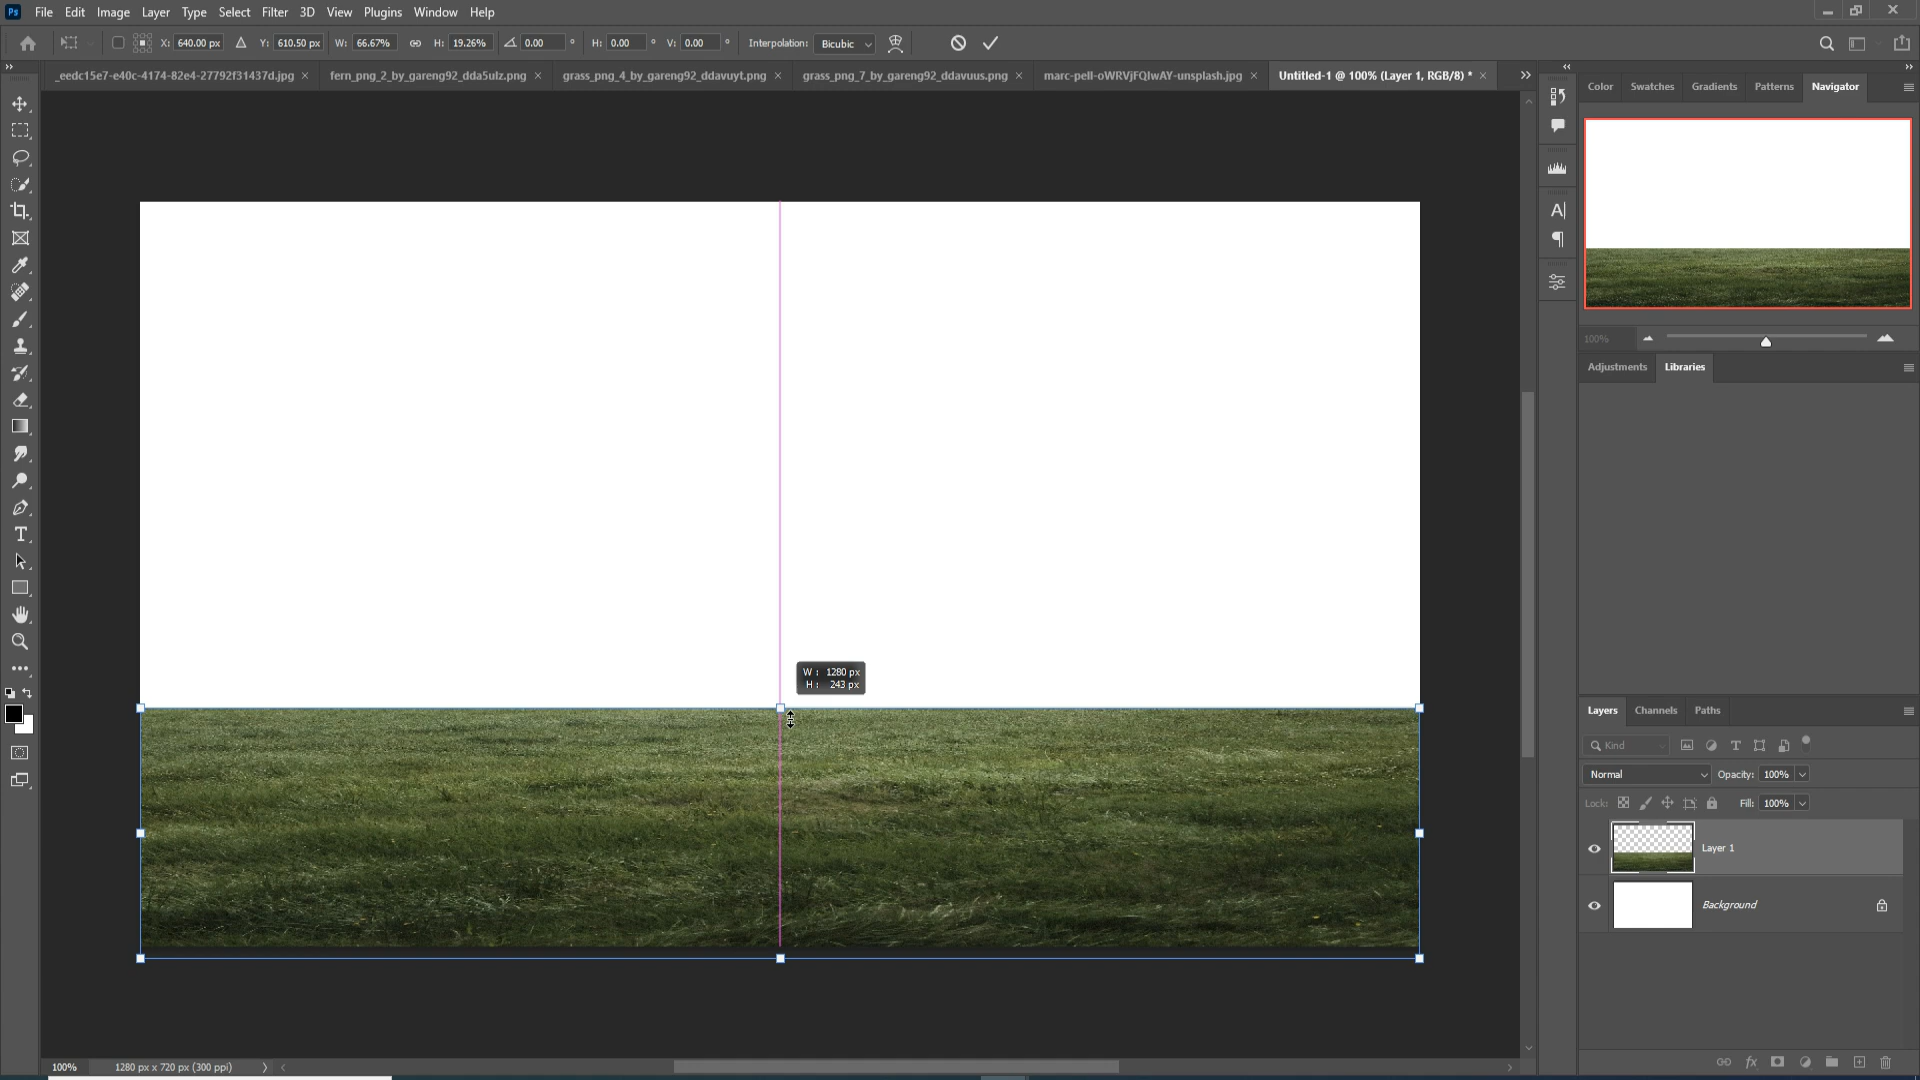 Ps File Edit Image Layer Type Select Filter 3D View Plugins Window Help
X: 640.00 px Y: 610.50 px W: 66.67% H: 19.26% 0.00 ° H: 0.00 ° V: 0.00 ° Interpolation: Bicubic
_eedc15e7-e40c-4174-82e4-27792f31437d.jpg × fern_png_2_by_gareng92_dda5ulz.png × grass_png_4_by_gareng92_ddavuyt.png × grass_png_7_by_gareng92_ddavuus.png × marc-pell-oWRVjFQlwAY-unsplash.jpg × Untitled-1 @ 100% (Layer 1, RGB/8) * ×
Color Swatches Gradients Patterns Navigator
100%
Adjustments Libraries
W : 1280 px
H : 243 px
Layers Channels Paths
Kind
Normal Opacity: 100%
Lock: Fill: 100%
Layer 1
Background
100% 1280 px x 720 px (300 ppi)